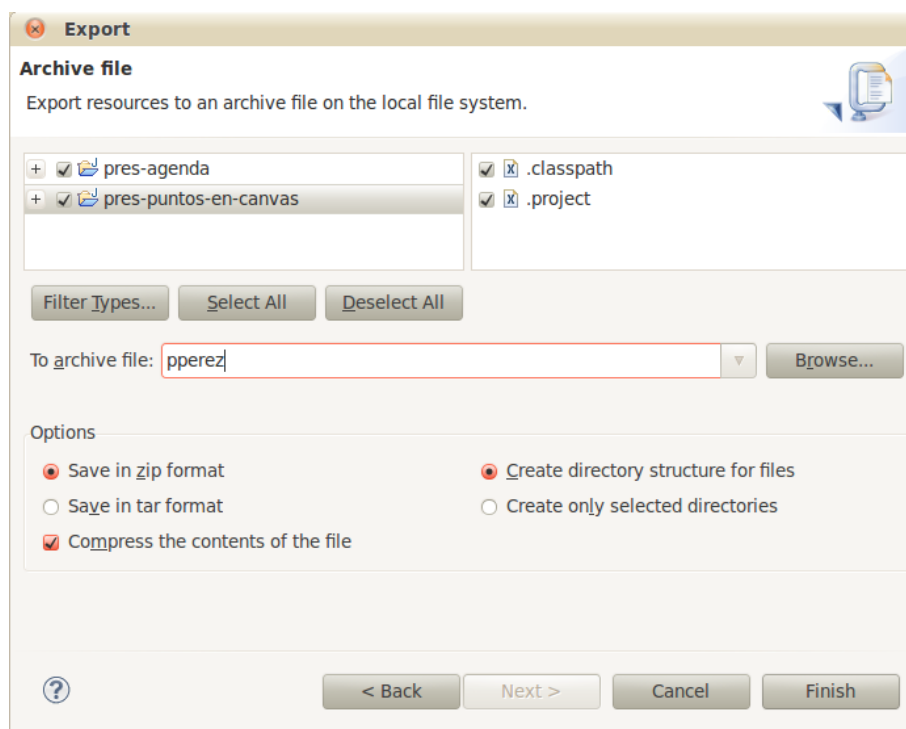 Export
Archive file
Export resources to an archive file on the local file system.
pres-agenda
pres-puntos-en-canvas
.classpath
.project
Filter Types... Select All Deselect All
To archive file: pperez Browse...
Options
Save in zip format Create directory structure for files
Save in tar format Create only selected directories
Compress the contents of the file
? < Back Next > Cancel Finish